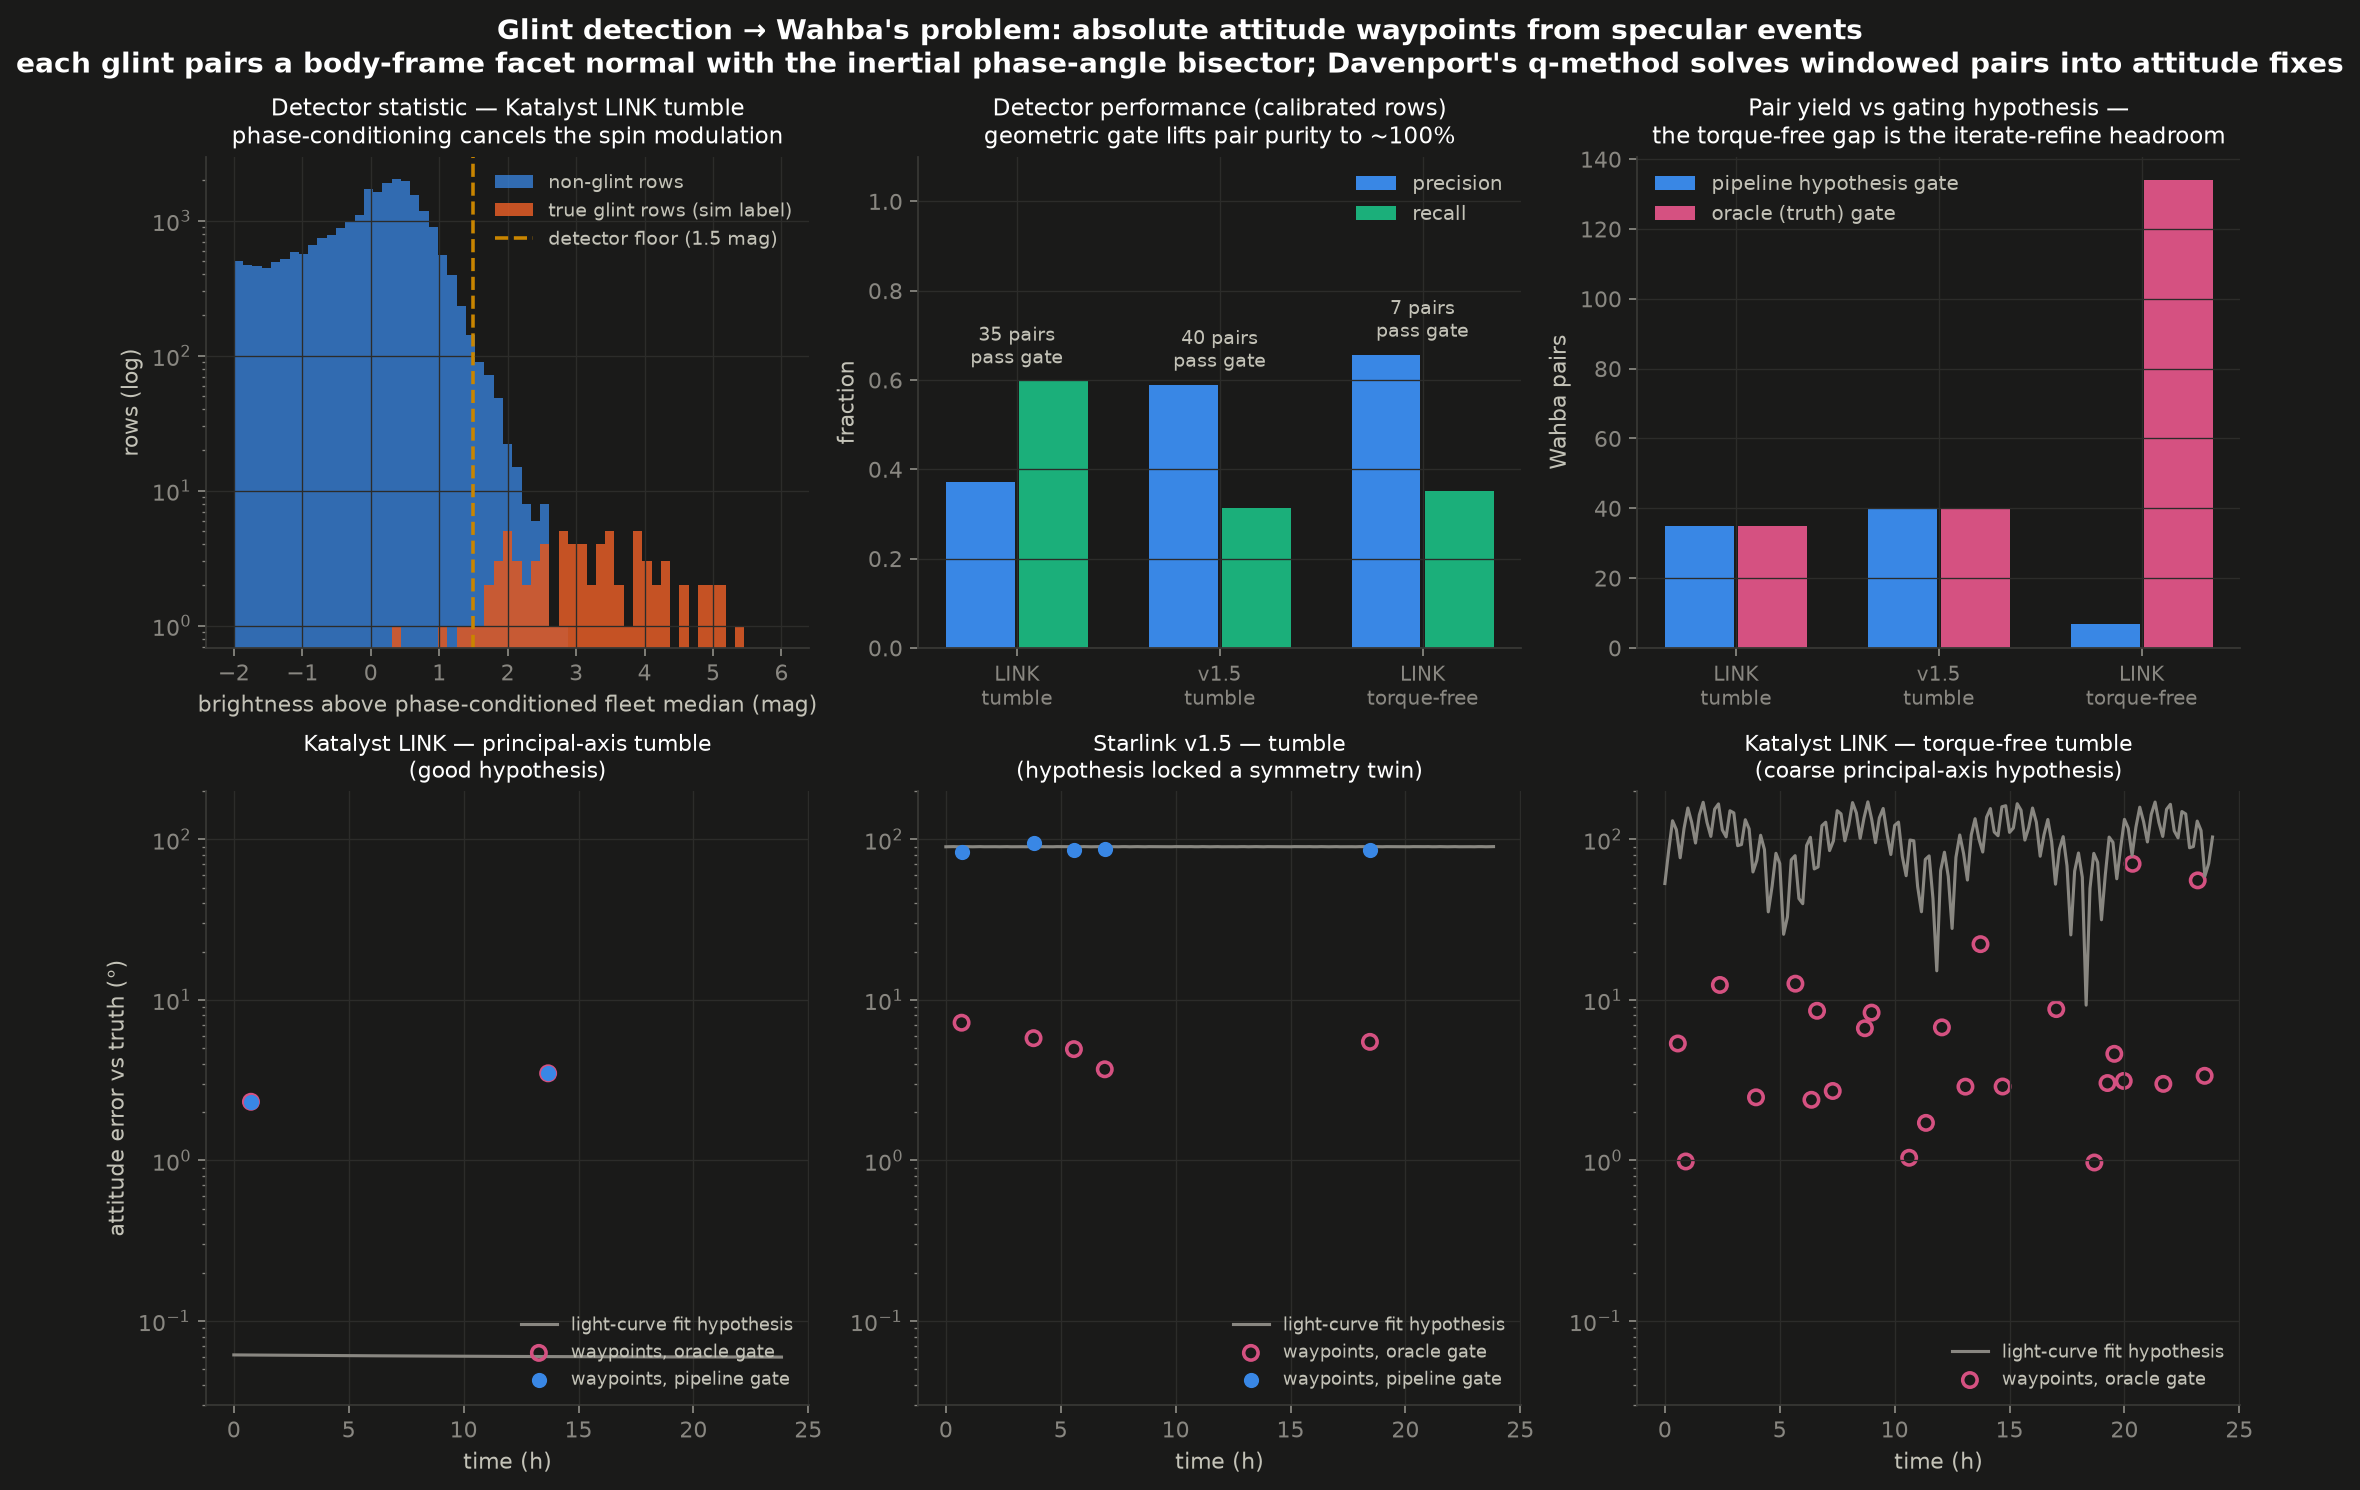 Glint detection → Wahba's problem: absolute attitude waypoints from specular events
each glint pairs a body-frame facet normal with the inertial phase-angle bisector; Davenport's q-method solves windowed pairs into attitude fixes
Detector statistic — Katalyst LINK tumble
phase-conditioning cancels the spin modulation
non-glint rows
true glint rows (sim label)
detector floor (1.5 mag)
rows (log)
10³
10²
10¹
10⁰
−2 −1 0 1 2 3 4 5 6
brightness above phase-conditioned fleet median (mag)
Detector performance (calibrated rows)
geometric gate lifts pair purity to ~100%
precision
recall
fraction
1.0
0.8
0.6
0.4
0.2
0.0
35 pairs
pass gate
40 pairs
pass gate
7 pairs
pass gate
LINK
tumble
v1.5
tumble
LINK
torque-free
Pair yield vs gating hypothesis —
the torque-free gap is the iterate-refine headroom
pipeline hypothesis gate
oracle (truth) gate
Wahba pairs
140
120
100
80
60
40
20
0
LINK
tumble
v1.5
tumble
LINK
torque-free
Katalyst LINK — principal-axis tumble
(good hypothesis)
attitude error vs truth (°)
10²
10¹
10⁰
10⁻¹
light-curve fit hypothesis
waypoints, oracle gate
waypoints, pipeline gate
0 5 10 15 20 25
time (h)
Starlink v1.5 — tumble
(hypothesis locked a symmetry twin)
10²
10¹
10⁰
10⁻¹
light-curve fit hypothesis
waypoints, oracle gate
waypoints, pipeline gate
0 5 10 15 20 25
time (h)
Katalyst LINK — torque-free tumble
(coarse principal-axis hypothesis)
10²
10¹
10⁰
10⁻¹
light-curve fit hypothesis
waypoints, oracle gate
0 5 10 15 20 25
time (h)